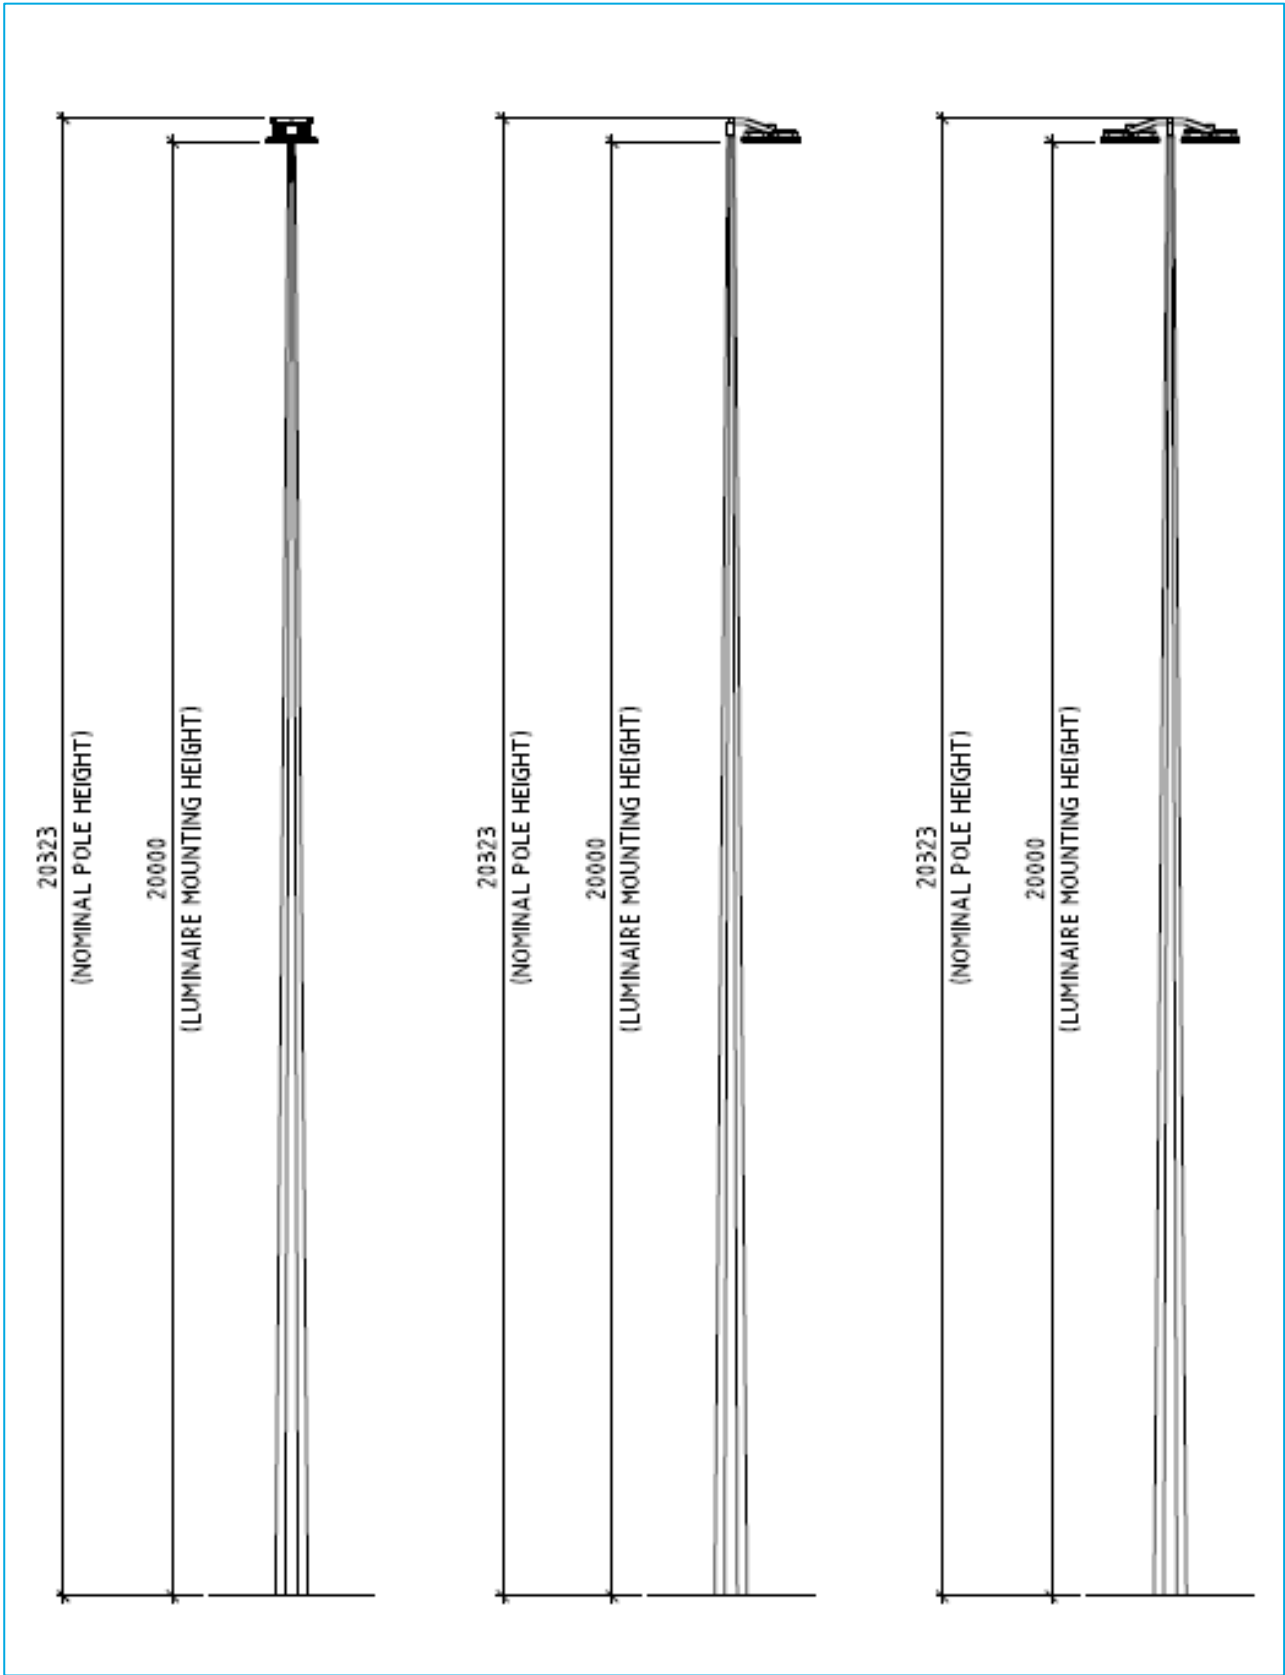 20323
(NOMINAL POLE HEIGHT)
20000
(LUMINAIRE MOUNTING HEIGHT)
20323
(NOMINAL POLE HEIGHT)
20000
(LUMINAIRE MOUNTING HEIGHT)
20323
(NOMINAL POLE HEIGHT)
20000
(LUMINAIRE MOUNTING HEIGHT)